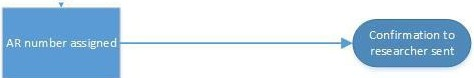 AR number assigned
Confirmation to
researcher sent